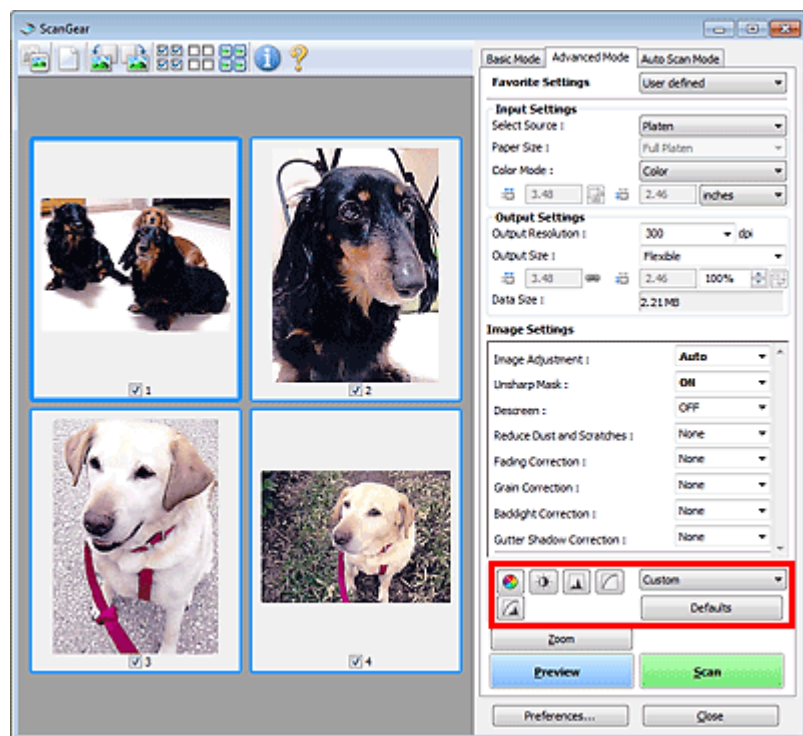 ScanGear
Basic Mode Advanced Mode Auto Scan Mode
Favorite Settings User defined
Input Settings
Select Source : Platen
Paper Size : Full Platen
Color Mode : Color
3.48 2.46 inches
Output Settings
Output Resolution : 300 dpi
Output Size : Flexible
3.48 2.46 100%
Data Size : 2.21 MB
Image Settings
Image Adjustment : Auto
Unsharp Mask : ON
Descreen : OFF
Reduce Dust and Scratches : None
Fading Correction : None
Grain Correction : None
Backlight Correction : None
Gutter Shadow Correction : None
1 2
Custom
Defaults
Zoom
3 4
Preview Scan
Preferences... Close